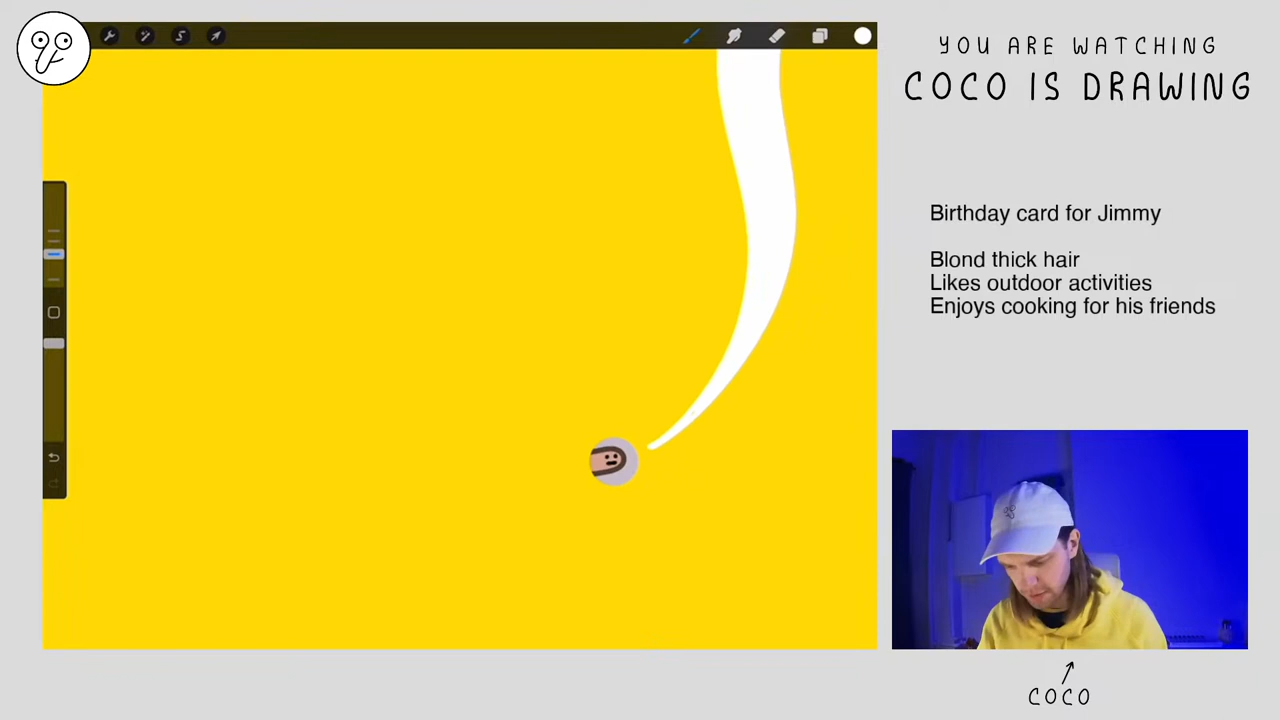 YOU ARE WATCHING
COCO IS DRAWING
Birthday card for Jimmy
Blond thick hair
Likes outdoor activities
Enjoys cooking for his friends
COCO